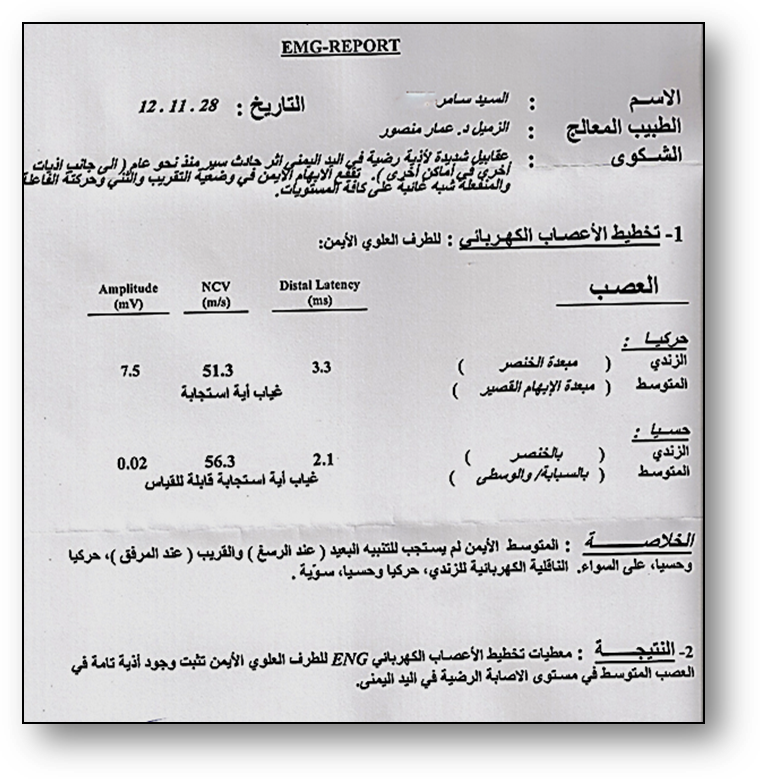 EMG-REPORT
الاسم : السيد سامر التاريخ : 12.11.28
الطبيب المعالج : الزميل د. عمار منصور
الشكوى : عقابيل شديدة لأذية رضية في اليد اليمنى اثر حادث سير منذ نحو عام ( الى جانب اذيات
أخرى في أماكن أخرى ). تقفع الابهام الأيمن في وضعية التقريب والثني وحركته الفاعلة
والمنفعلة شبه غائبة على كافة المستويات.
1- تخطيط الأعصاب الكهربائي : للطرف العلوي الأيمن:
العصب Distal Latency NCV Amplitude
(ms) (m/s) (mV)
حركيا :
الزندي ( مبعدة الخنصر ) 3.3 51.3 7.5
المتوسط ( مبعدة الإبهام القصير ) غياب أية استجابة
حسيا :
الزندي ( بالخنصر ) 2.1 56.3 0.02
المتوسط ( بالسبابة/ والوسطى ) غياب أية استجابة قابلة للقياس
الخلاصة : المتوسط الأيمن لم يستجب للتنبيه البعيد ( عند الرسغ ) والقريب ( عند المرفق )، حركيا
وحسيا، على السواء. الناقلية الكهربائية للزندي، حركيا وحسيا، سوّية .
2- النتيجة : معطيات تخطيط الأعصاب الكهربائي ENG للطرف العلوي الأيمن تثبت وجود أذية تامة في
العصب المتوسط في مستوى الاصابة الرضية في اليد اليمنى.